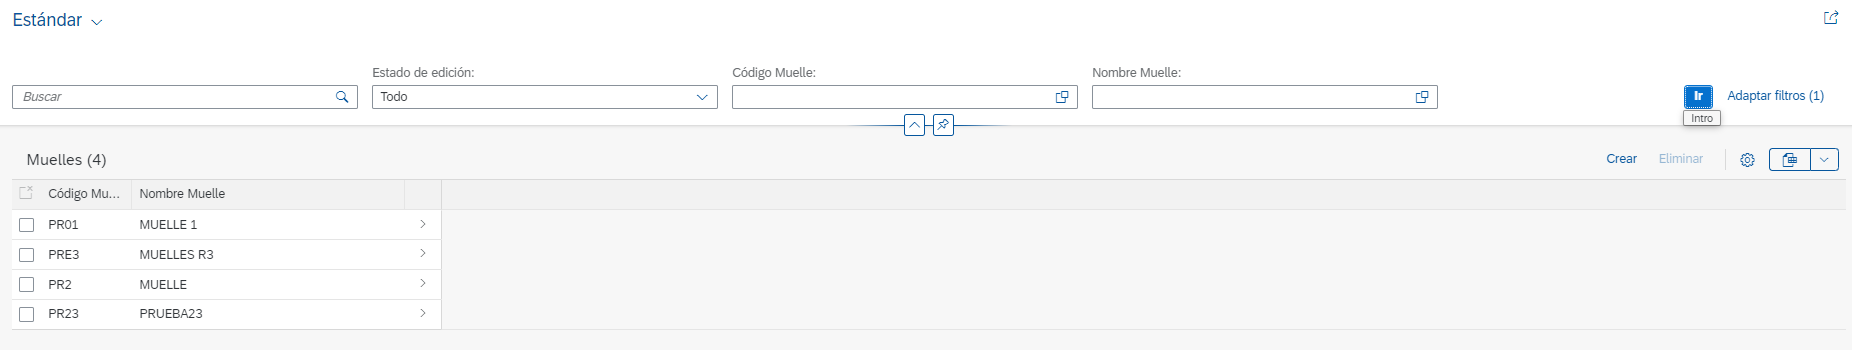 Estándar
Estado de edición:
Código Muelle:
Nombre Muelle:
Buscar
Todo
Ir
Adaptar filtros (1)
Intro
Muelles (4)
Crear
Eliminar
Código Mu...
Nombre Muelle
PR01
MUELLE 1
PRE3
MUELLES R3
PR2
MUELLE
PR23
PRUEBA23